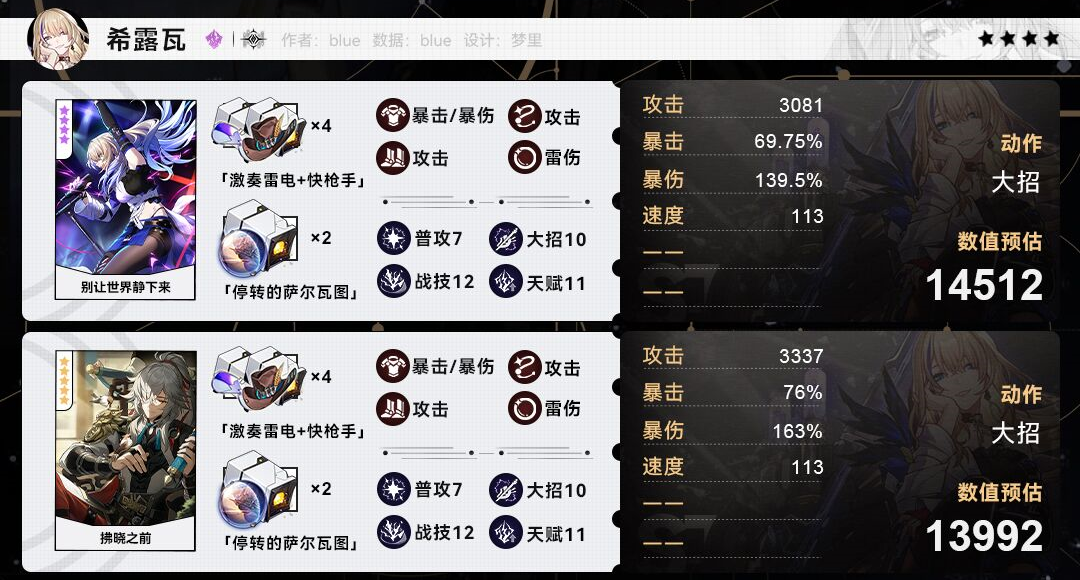 希露瓦 作者：blue 数据：blue 设计：梦里
别让世界静下来
×4
「激奏雷电+快枪手」
×2
「停转的萨尔瓦图」
暴击/暴伤 攻击
攻击 雷伤
普攻7 大招10
战技12 天赋11
攻击 3081
暴击 69.75%
暴伤 139.5%
速度 113
——
——
动作
大招
数值预估
14512
拂晓之前
×4
「激奏雷电+快枪手」
×2
「停转的萨尔瓦图」
暴击/暴伤 攻击
攻击 雷伤
普攻7 大招10
战技12 天赋11
攻击 3337
暴击 76%
暴伤 163%
速度 113
——
——
动作
大招
数值预估
13992